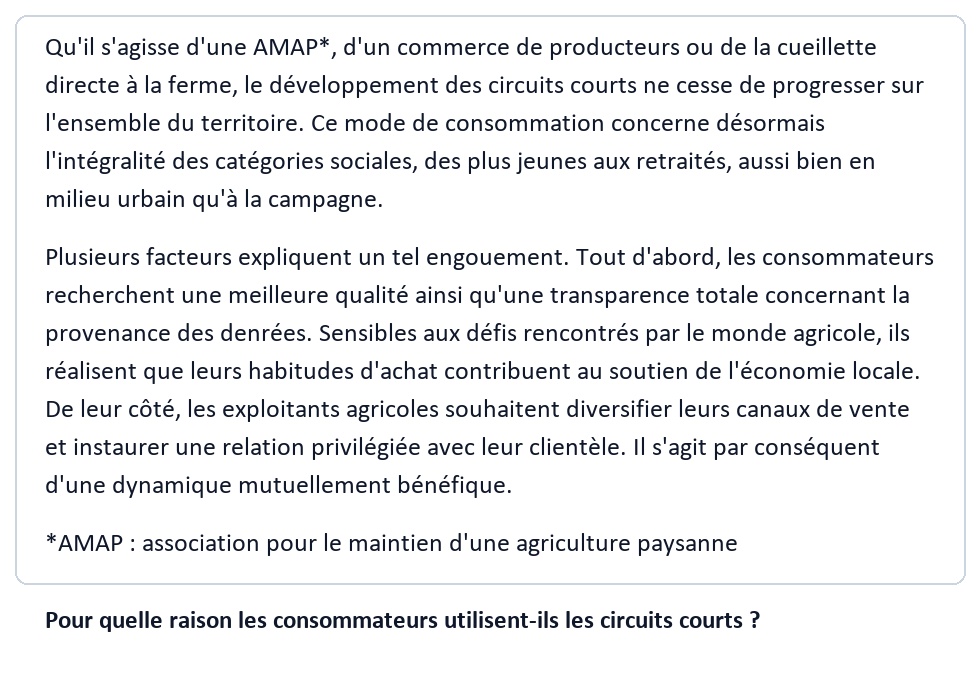 Qu'il s'agisse d'une AMAP*, d'un commerce de producteurs ou de la cueillette
directe à la ferme, le développement des circuits courts ne cesse de progresser sur
l'ensemble du territoire. Ce mode de consommation concerne désormais
l'intégralité des catégories sociales, des plus jeunes aux retraités, aussi bien en
milieu urbain qu'à la campagne.
Plusieurs facteurs expliquent un tel engouement. Tout d'abord, les consommateurs
recherchent une meilleure qualité ainsi qu'une transparence totale concernant la
provenance des denrées. Sensibles aux défis rencontrés par le monde agricole, ils
réalisent que leurs habitudes d'achat contribuent au soutien de l'économie locale.
De leur côté, les exploitants agricoles souhaitent diversifier leurs canaux de vente
et instaurer une relation privilégiée avec leur clientèle. Il s'agit par conséquent
d'une dynamique mutuellement bénéfique.
*AMAP : association pour le maintien d'une agriculture paysanne
Pour quelle raison les consommateurs utilisent-ils les circuits courts ?